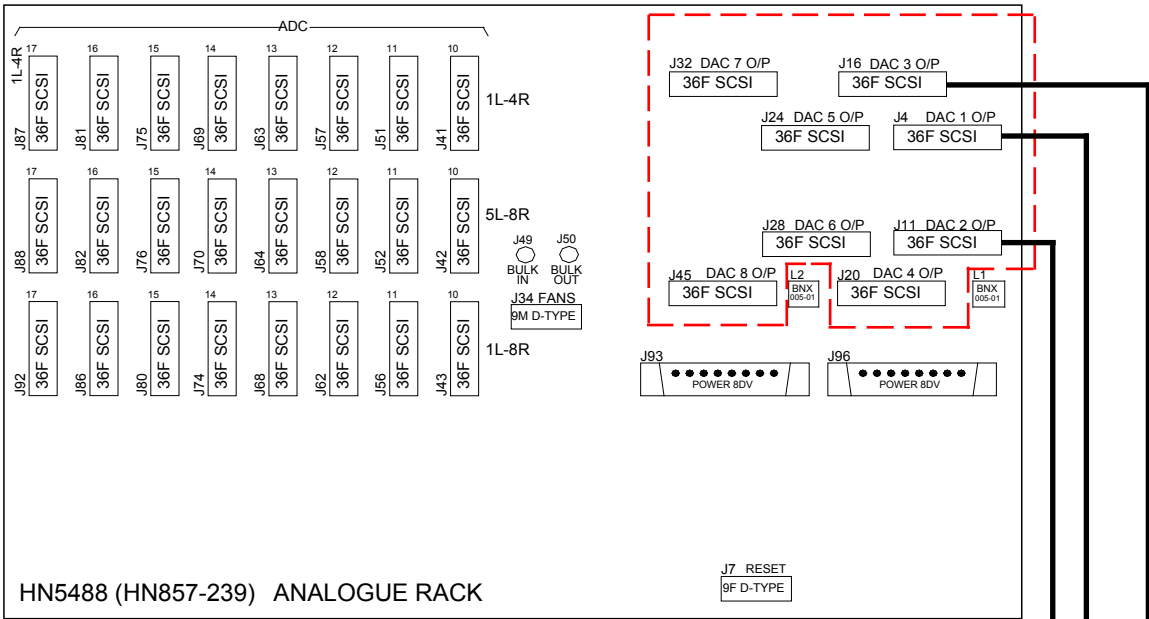 ADC
1L-4R
17 16 15 14 13 12 11 10
36F SCSI 36F SCSI 36F SCSI 36F SCSI 36F SCSI 36F SCSI 36F SCSI 36F SCSI
J87 J81 J75 J69 J63 J57 J51 J41
1L-4R
17 16 15 14 13 12 11 10
36F SCSI 36F SCSI 36F SCSI 36F SCSI 36F SCSI 36F SCSI 36F SCSI 36F SCSI
J88 J82 J76 J70 J64 J58 J52 J42
5L-8R
17 16 15 14 13 12 11 10
36F SCSI 36F SCSI 36F SCSI 36F SCSI 36F SCSI 36F SCSI 36F SCSI 36F SCSI
J92 J86 J80 J74 J68 J62 J56 J43
1L-8R
J49 J50
BULK IN
BULK OUT
J34 FANS
9M D-TYPE
J32 DAC 7 O/P
36F SCSI
J16 DAC 3 O/P
36F SCSI
J24 DAC 5 O/P
36F SCSI
J4 DAC 1 O/P
36F SCSI
J28 DAC 6 O/P
36F SCSI
J11 DAC 2 O/P
36F SCSI
J45 DAC 8 O/P
36F SCSI
L2
BNX
005-01
J20 DAC 4 O/P
36F SCSI
L1
BNX
005-01
J93
POWER 8DV
J96
POWER 8DV
J7 RESET
9F D-TYPE
HN5488 (HN857-239) ANALOGUE RACK